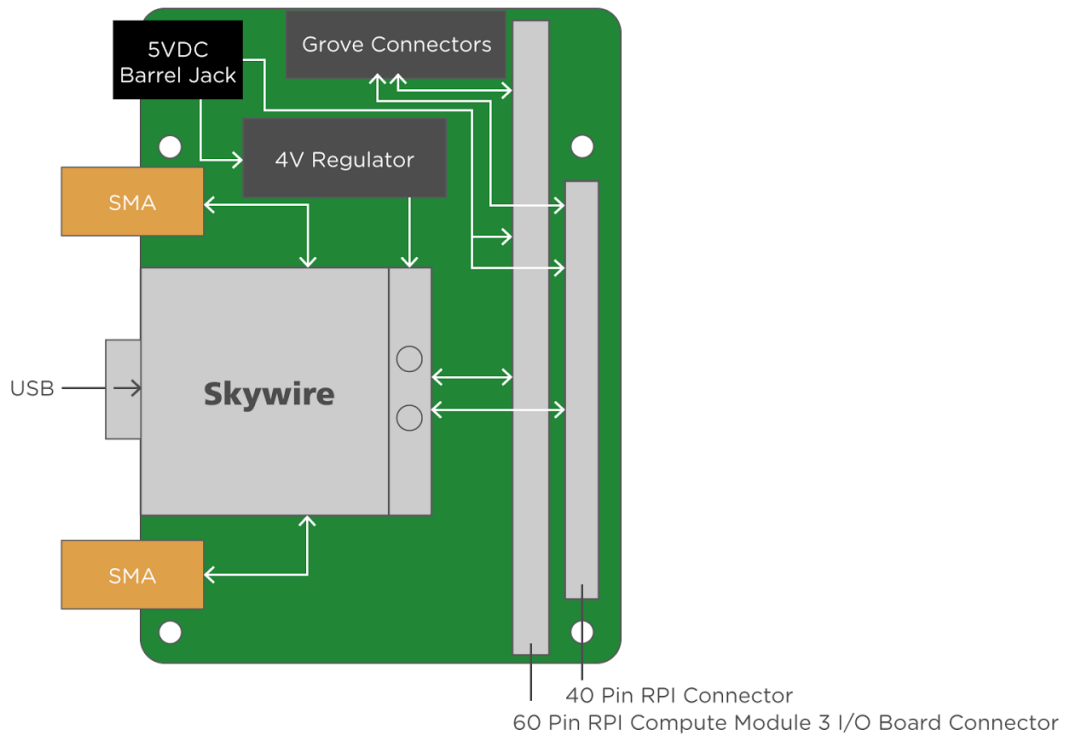 5VDC
Barrel Jack
Grove Connectors
4V Regulator
SMA
USB
Skywire
SMA
40 Pin RPI Connector
60 Pin RPI Compute Module 3 I/O Board Connector